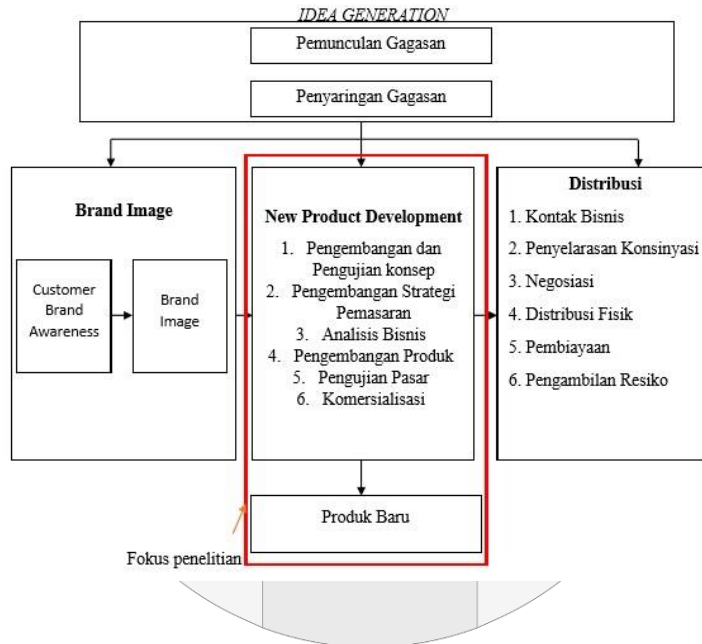 IDEA GENERATION
Pemunculan Gagasan
Penyaringan Gagasan
Brand Image
Customer
Brand
Awareness
Brand
Image
New Product Development
1. Pengembangan dan
Pengujian konsep
2. Pengembangan Strategi
Pemasaran
3. Analisis Bisnis
4. Pengembangan Produk
5. Pengujian Pasar
6. Komersialisasi
Produk Baru
Distribusi
1. Kontak Bisnis
2. Penyelarasan Konsinyasi
3. Negosiasi
4. Distribusi Fisik
5. Pembiayaan
6. Pengambilan Resiko
Fokus penelitian